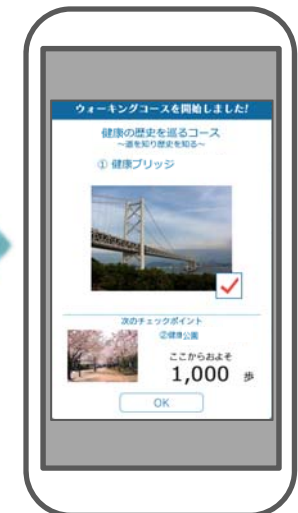 ウォーキングコースを開始しました!
健康の歴史を巡るコース
～道を知り歴史を知る～
① 健康ブリッジ
次のチェックポイント
②健康公園
ここからおよそ
1,000 歩
OK